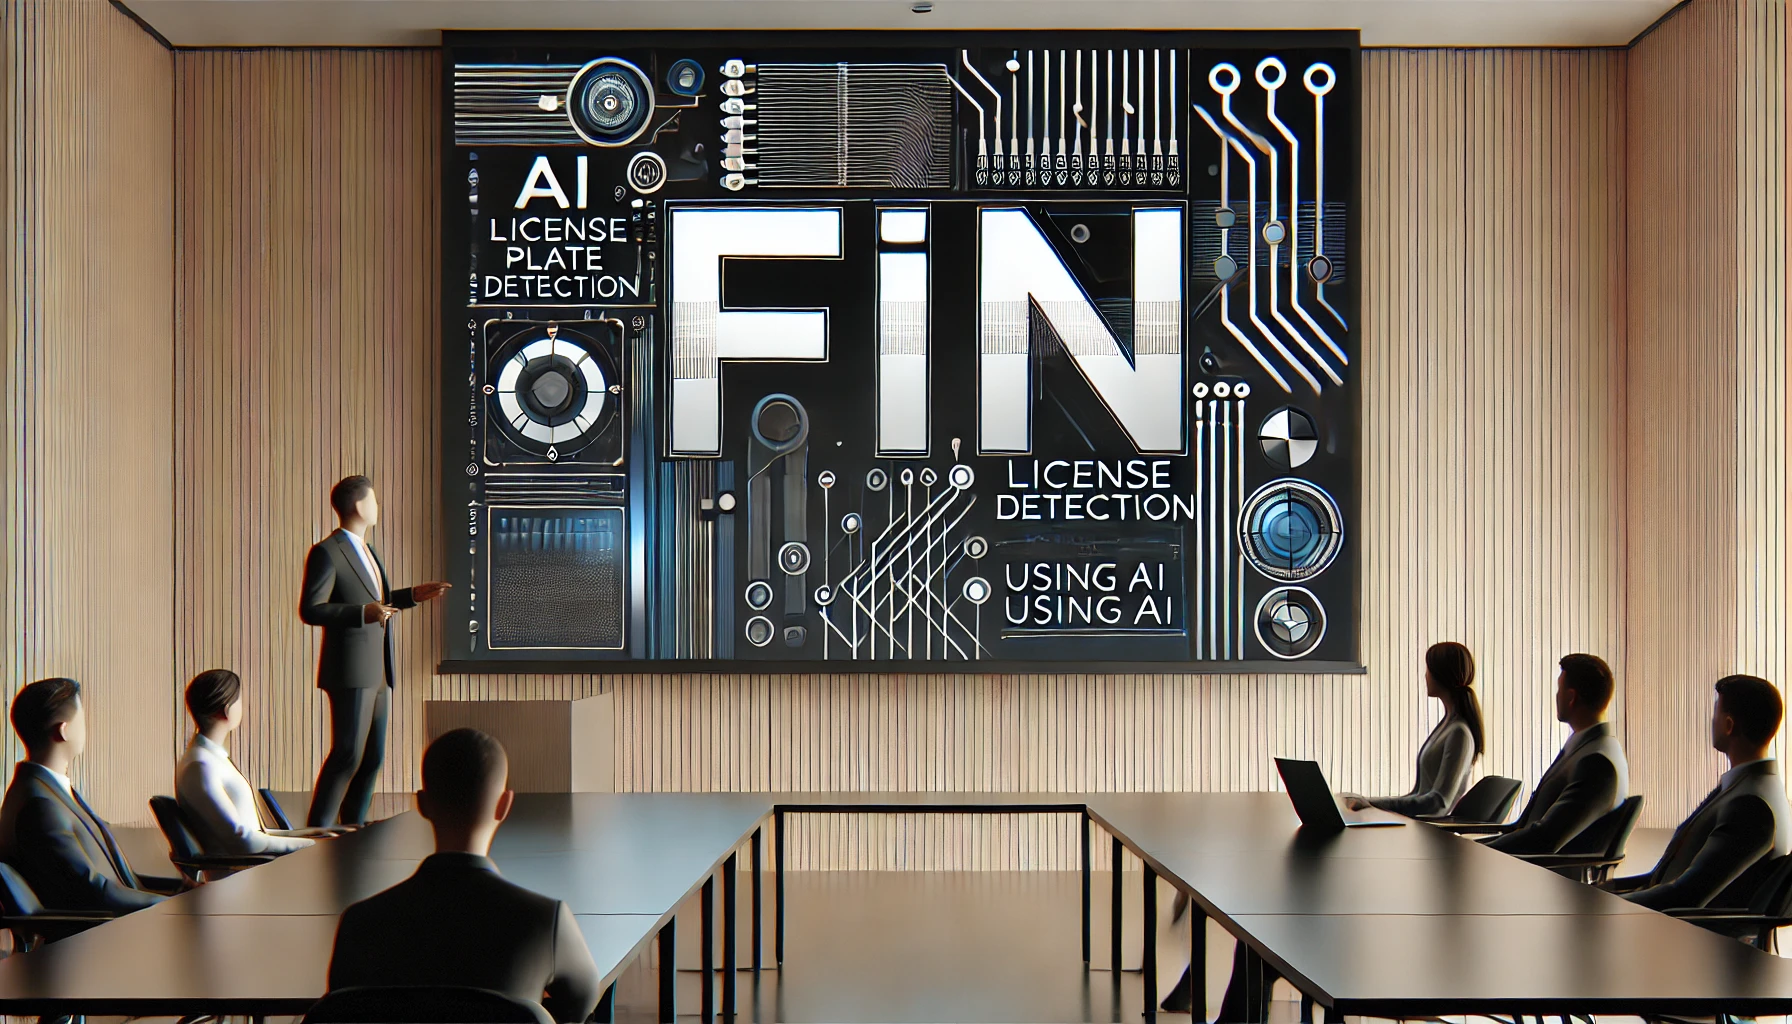 AI
LICENSE
PLATE
DETECTION
FiN
LICENSE
DETECTION
USING AI
USING AI